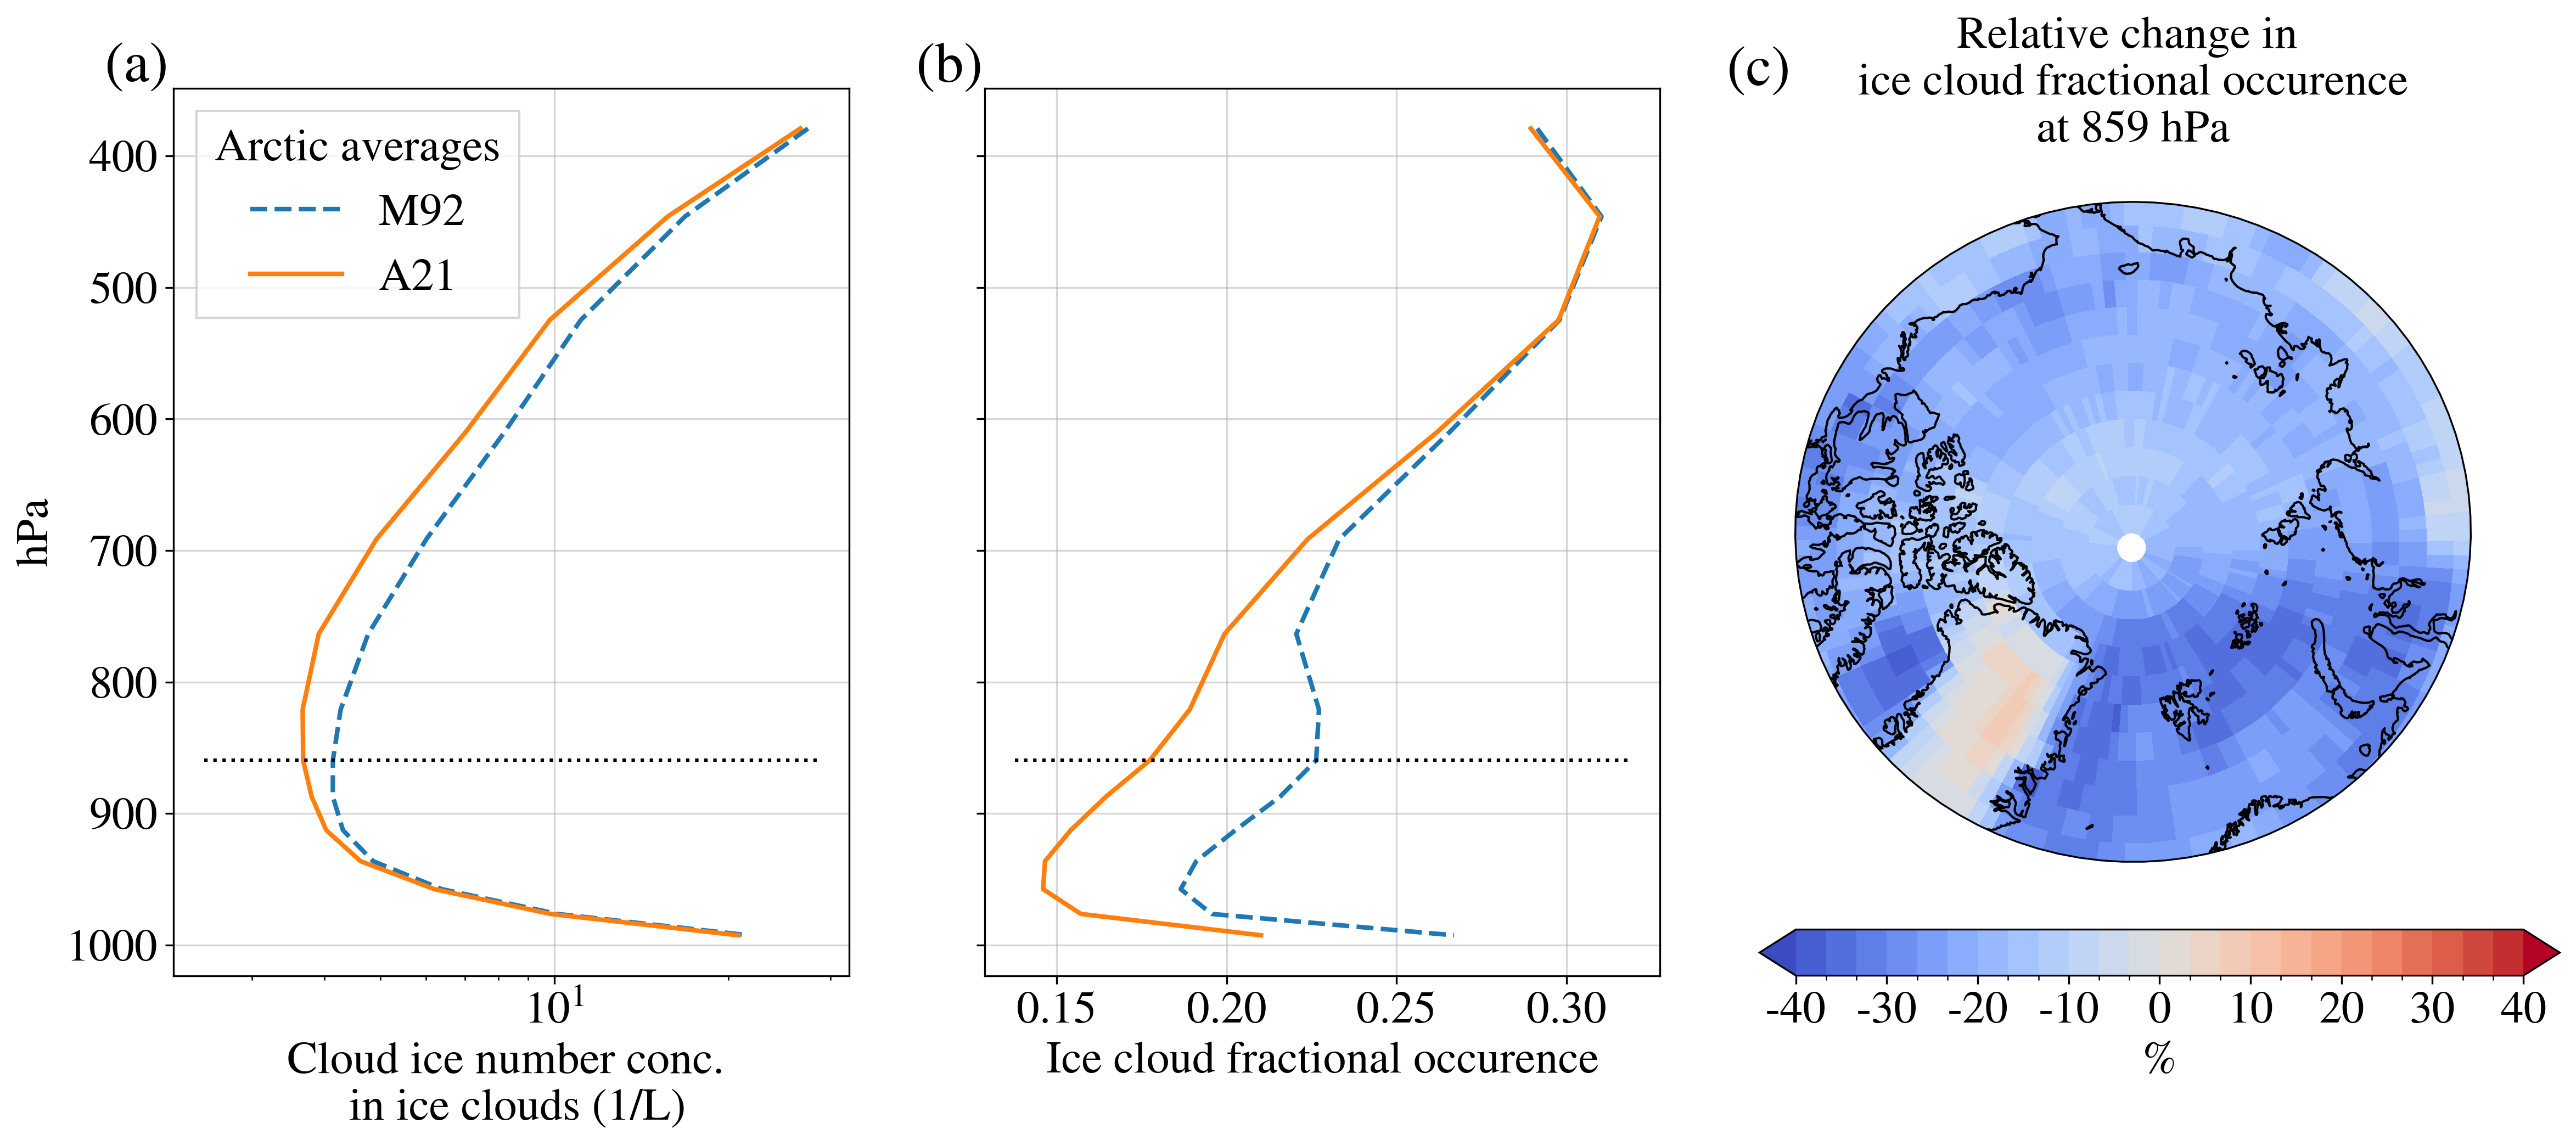 (a)
Arctic averages
M92
A21
hPa
400
500
600
700
800
900
1000
10¹
Cloud ice number conc.
in ice clouds (1/L)
(b)
0.15 0.20 0.25 0.30
Ice cloud fractional occurence
(c)
Relative change in
ice cloud fractional occurence
at 859 hPa
-40 -30 -20 -10 0 10 20 30 40
%